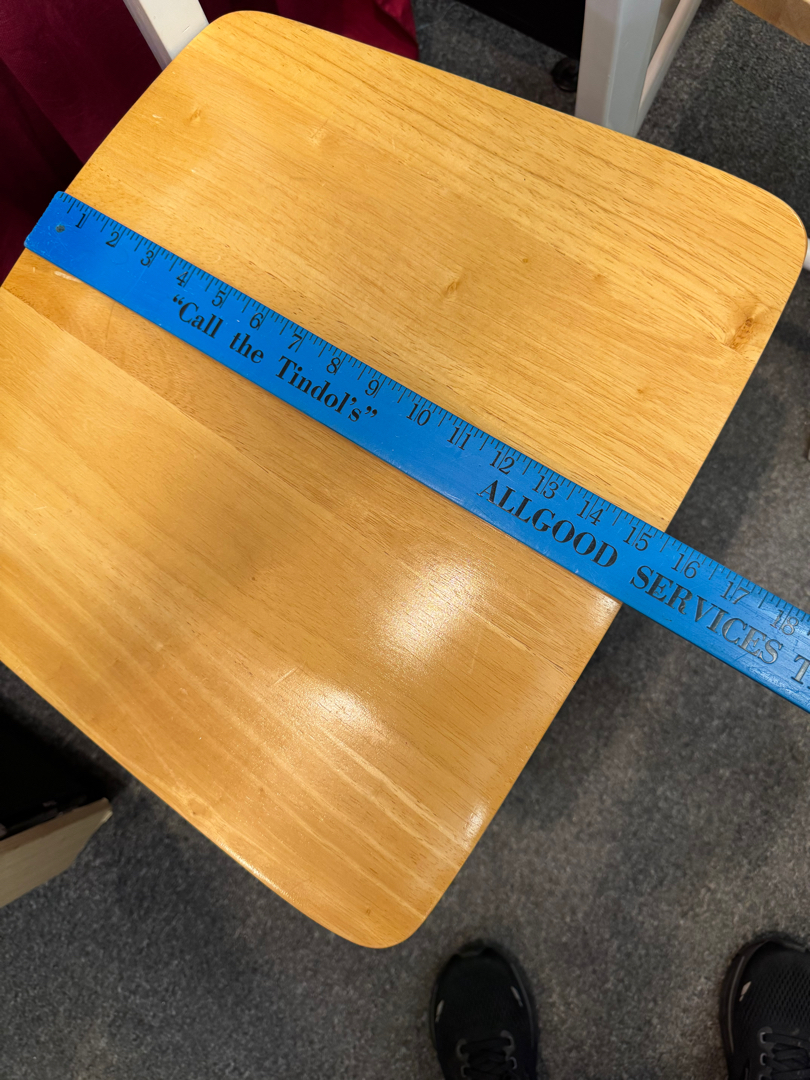 1 2 3 4 5 6 7 8 9 10 11 12 13 14 15 16 17 18
“Call the Tindol's”
ALLGOOD SERVICES